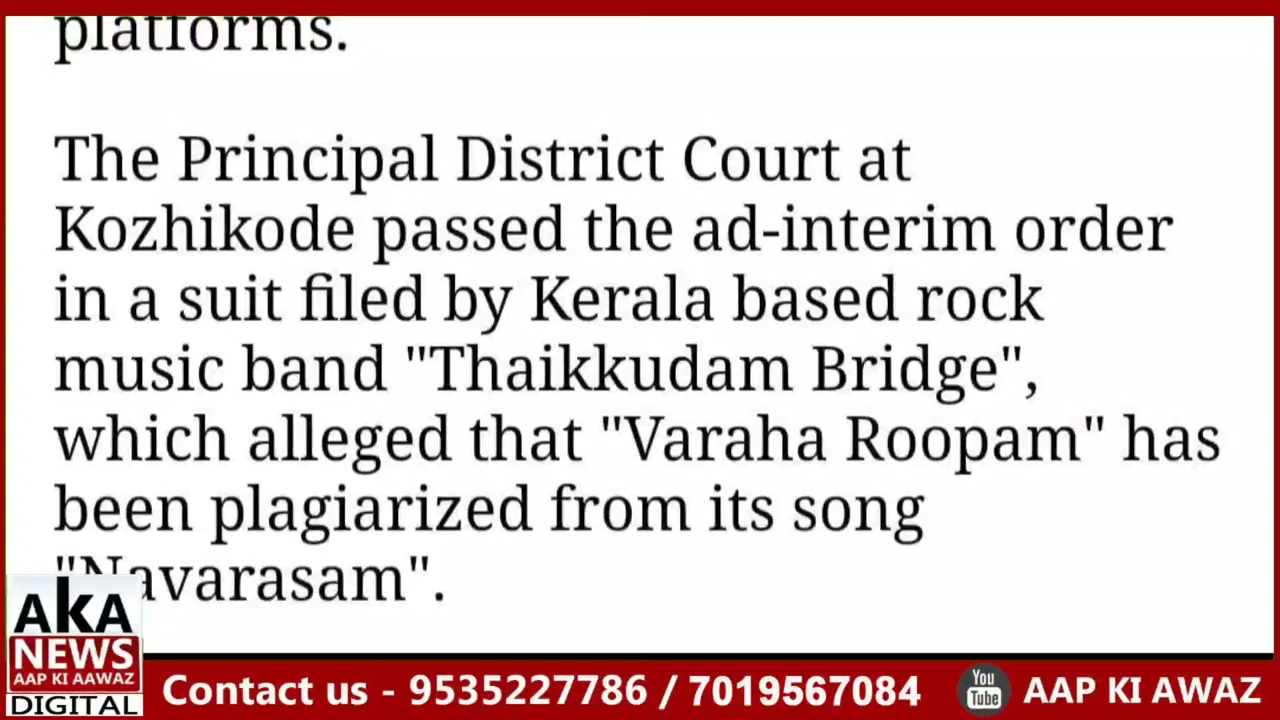 platforms.
The Principal District Court at
Kozhikode passed the ad-interim order
in a suit filed by Kerala based rock
music band "Thaikkudam Bridge",
which alleged that "Varaha Roopam" has
been plagiarized from its song
"Navarasam".
AKA
NEWS
AAP KI AAWAZ
DIGITAL
Contact us - 9535227786 / 7019567084
You
Tube
AAP KI AWAZ